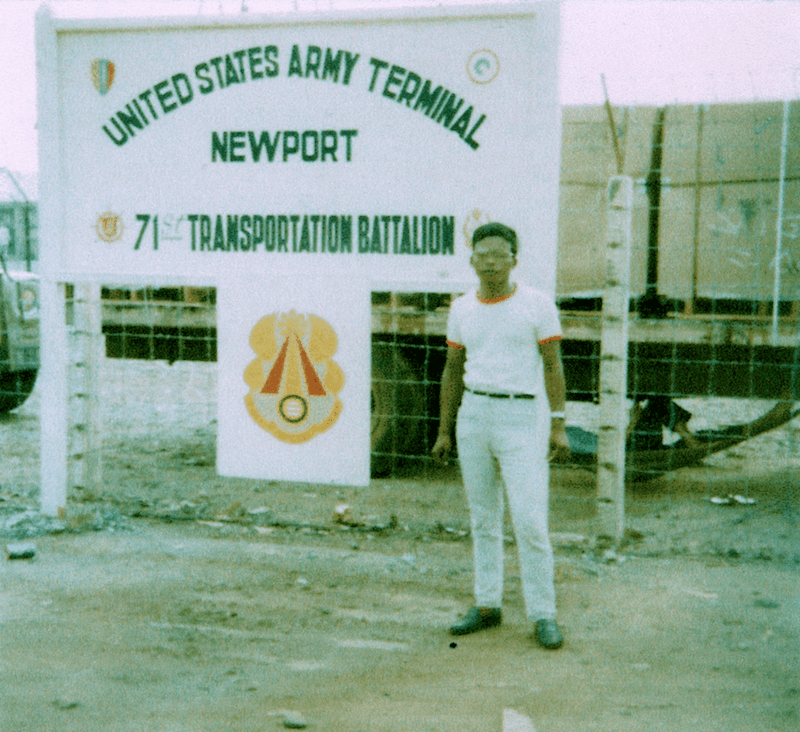 UNITED STATES ARMY TERMINAL
NEWPORT
71st TRANSPORTATION BATTALION